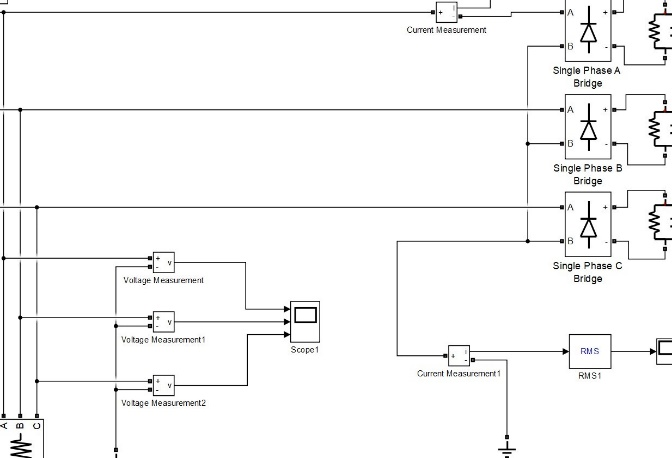 +
i
-
Current Measurement
A
B
-
Single Phase A
Bridge
A
B
+
-
Single Phase B
Bridge
A
B
+
-
Single Phase C
Bridge
+
-
v
Voltage Measurement
+
-
v
Voltage Measurement1
+
-
v
Voltage Measurement2
Scope1
+
i
-
Current Measurement1
RMS
RMS1
A
B
C